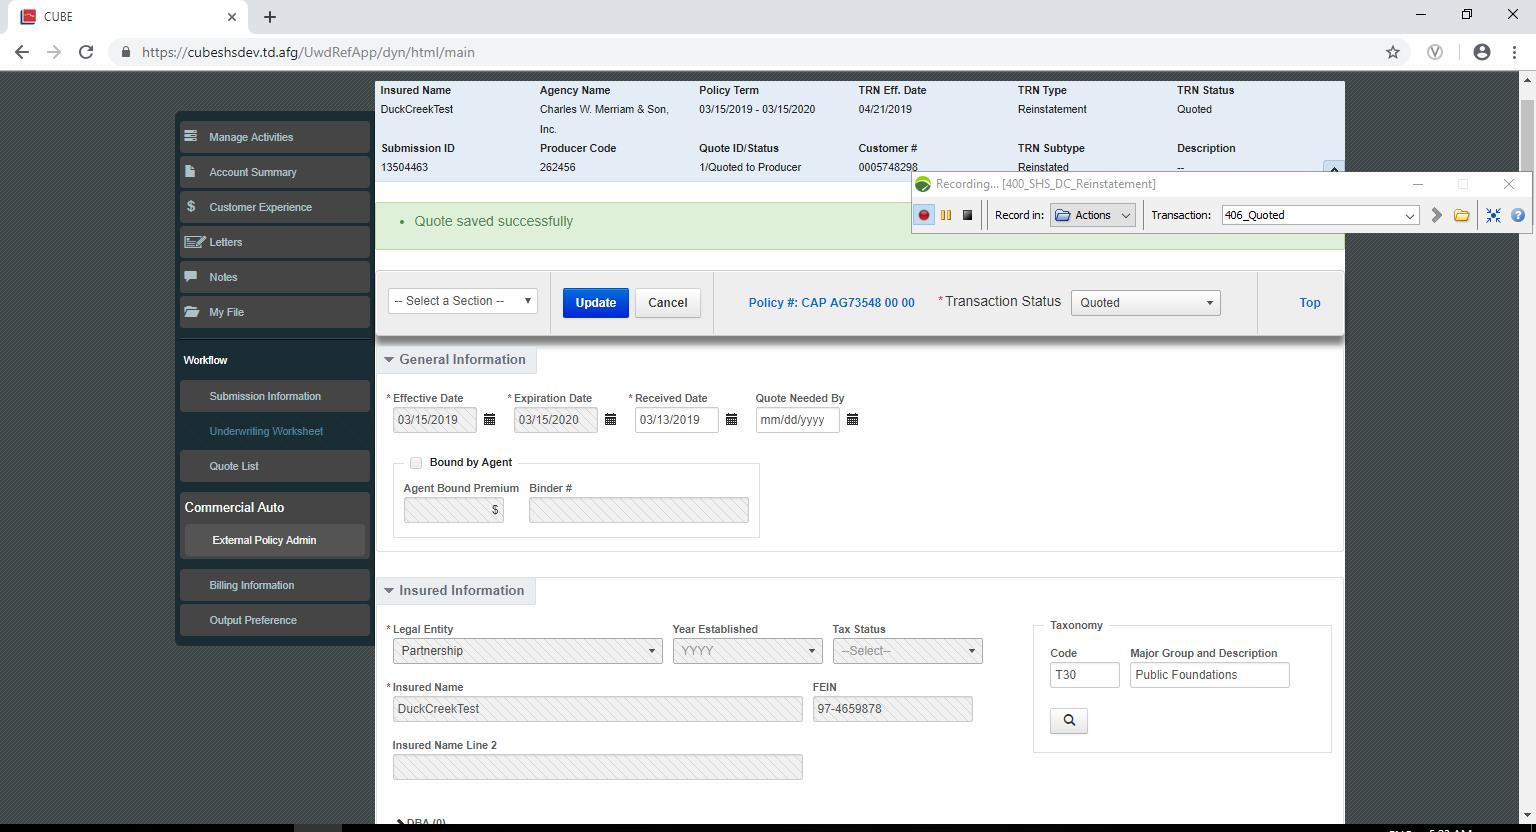 CUBE
https://cubeshsdev.td.afg/UwdRefApp/dyn/html/main
Insured Name Agency Name Policy Term TRN Eff. Date TRN Type TRN Status
DuckCreekTest Charles W. Merriam & Son, Inc. 03/15/2019 - 03/15/2020 04/21/2019 Reinstatement Quoted
Submission ID Producer Code Quote ID/Status Customer # TRN Subtype Description
13504463 262456 1/Quoted to Producer 0005748298 Reinstated --
Recording... [400_SHS_DC_Reinstatement]
Record in: Actions Transaction: 406_Quoted
Manage Activities
Account Summary
Customer Experience
Letters
Notes
My File
Workflow
Submission Information
Underwriting Worksheet
Quote List
Commercial Auto
External Policy Admin
Billing Information
Output Preference
Quote saved successfully
-- Select a Section -- Update Cancel Policy #: CAP AG73548 00 00 *Transaction Status Quoted Top
General Information
*Effective Date *Expiration Date *Received Date Quote Needed By
03/15/2019 03/15/2020 03/13/2019 mm/dd/yyyy
Bound by Agent
Agent Bound Premium Binder #
$
Insured Information
*Legal Entity Year Established Tax Status
Partnership YYYY --Select--
*Insured Name FEIN
DuckCreekTest 97-4659878
Insured Name Line 2
Taxonomy
Code Major Group and Description
T30 Public Foundations
DBA (0)